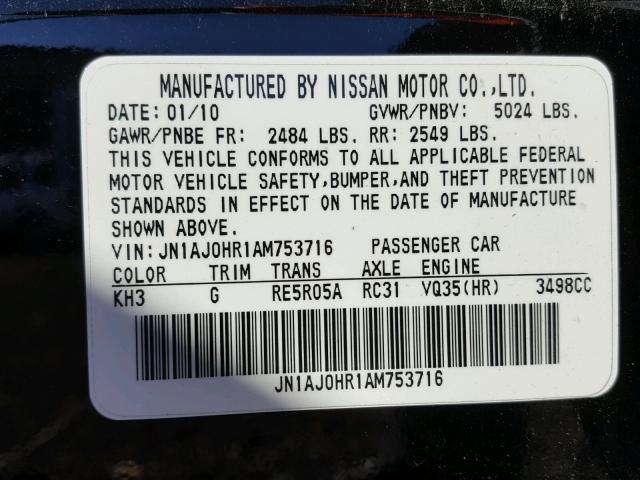 MANUFACTURED BY NISSAN MOTOR CO.,LTD.
DATE: 01/10 GVWR/PNBV: 5024 LBS.
GAWR/PNBE FR: 2484 LBS. RR: 2549 LBS.
THIS VEHICLE CONFORMS TO ALL APPLICABLE FEDERAL
MOTOR VEHICLE SAFETY,BUMPER,AND THEFT PREVENTION
STANDARDS IN EFFECT ON THE DATE OF MANUFACTURE
SHOWN ABOVE.
VIN:JN1AJ0HR1AM753716 PASSENGER CAR
COLOR TRIM TRANS AXLE ENGINE
KH3 G RE5R05A RC31 VQ35(HR) 3498CC
JN1AJ0HR1AM753716